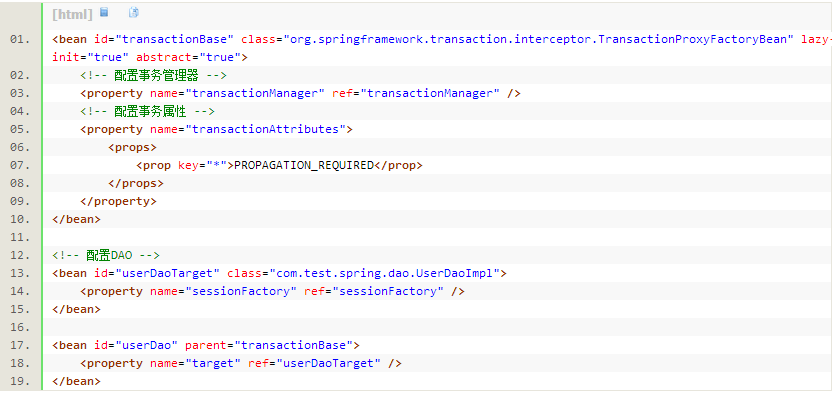 [html]
01. <bean id="transactionBase" class="org.springframework.transaction.interceptor.TransactionProxyFactoryBean" lazy-
init="true" abstract="true">
02. <!-- 配置事务管理器 -->
03. <property name="transactionManager" ref="transactionManager" />
04. <!-- 配置事务属性 -->
05. <property name="transactionAttributes">
06. <props>
07. <prop key="*">PROPAGATION_REQUIRED</prop>
08. </props>
09. </property>
10. </bean>
11.
12. <!-- 配置DAO -->
13. <bean id="userDaoTarget" class="com.test.spring.dao.UserDaoImpl">
14. <property name="sessionFactory" ref="sessionFactory" />
15. </bean>
16.
17. <bean id="userDao" parent="transactionBase">
18. <property name="target" ref="userDaoTarget" />
19. </bean>